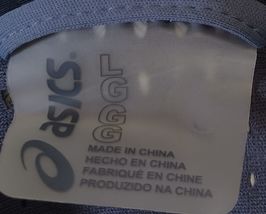 asics
L
G
G
G
MADE IN CHINA
HECHO EN CHINA
FABRIQUÉ EN CHINE
PRODUZIDO NA CHINA